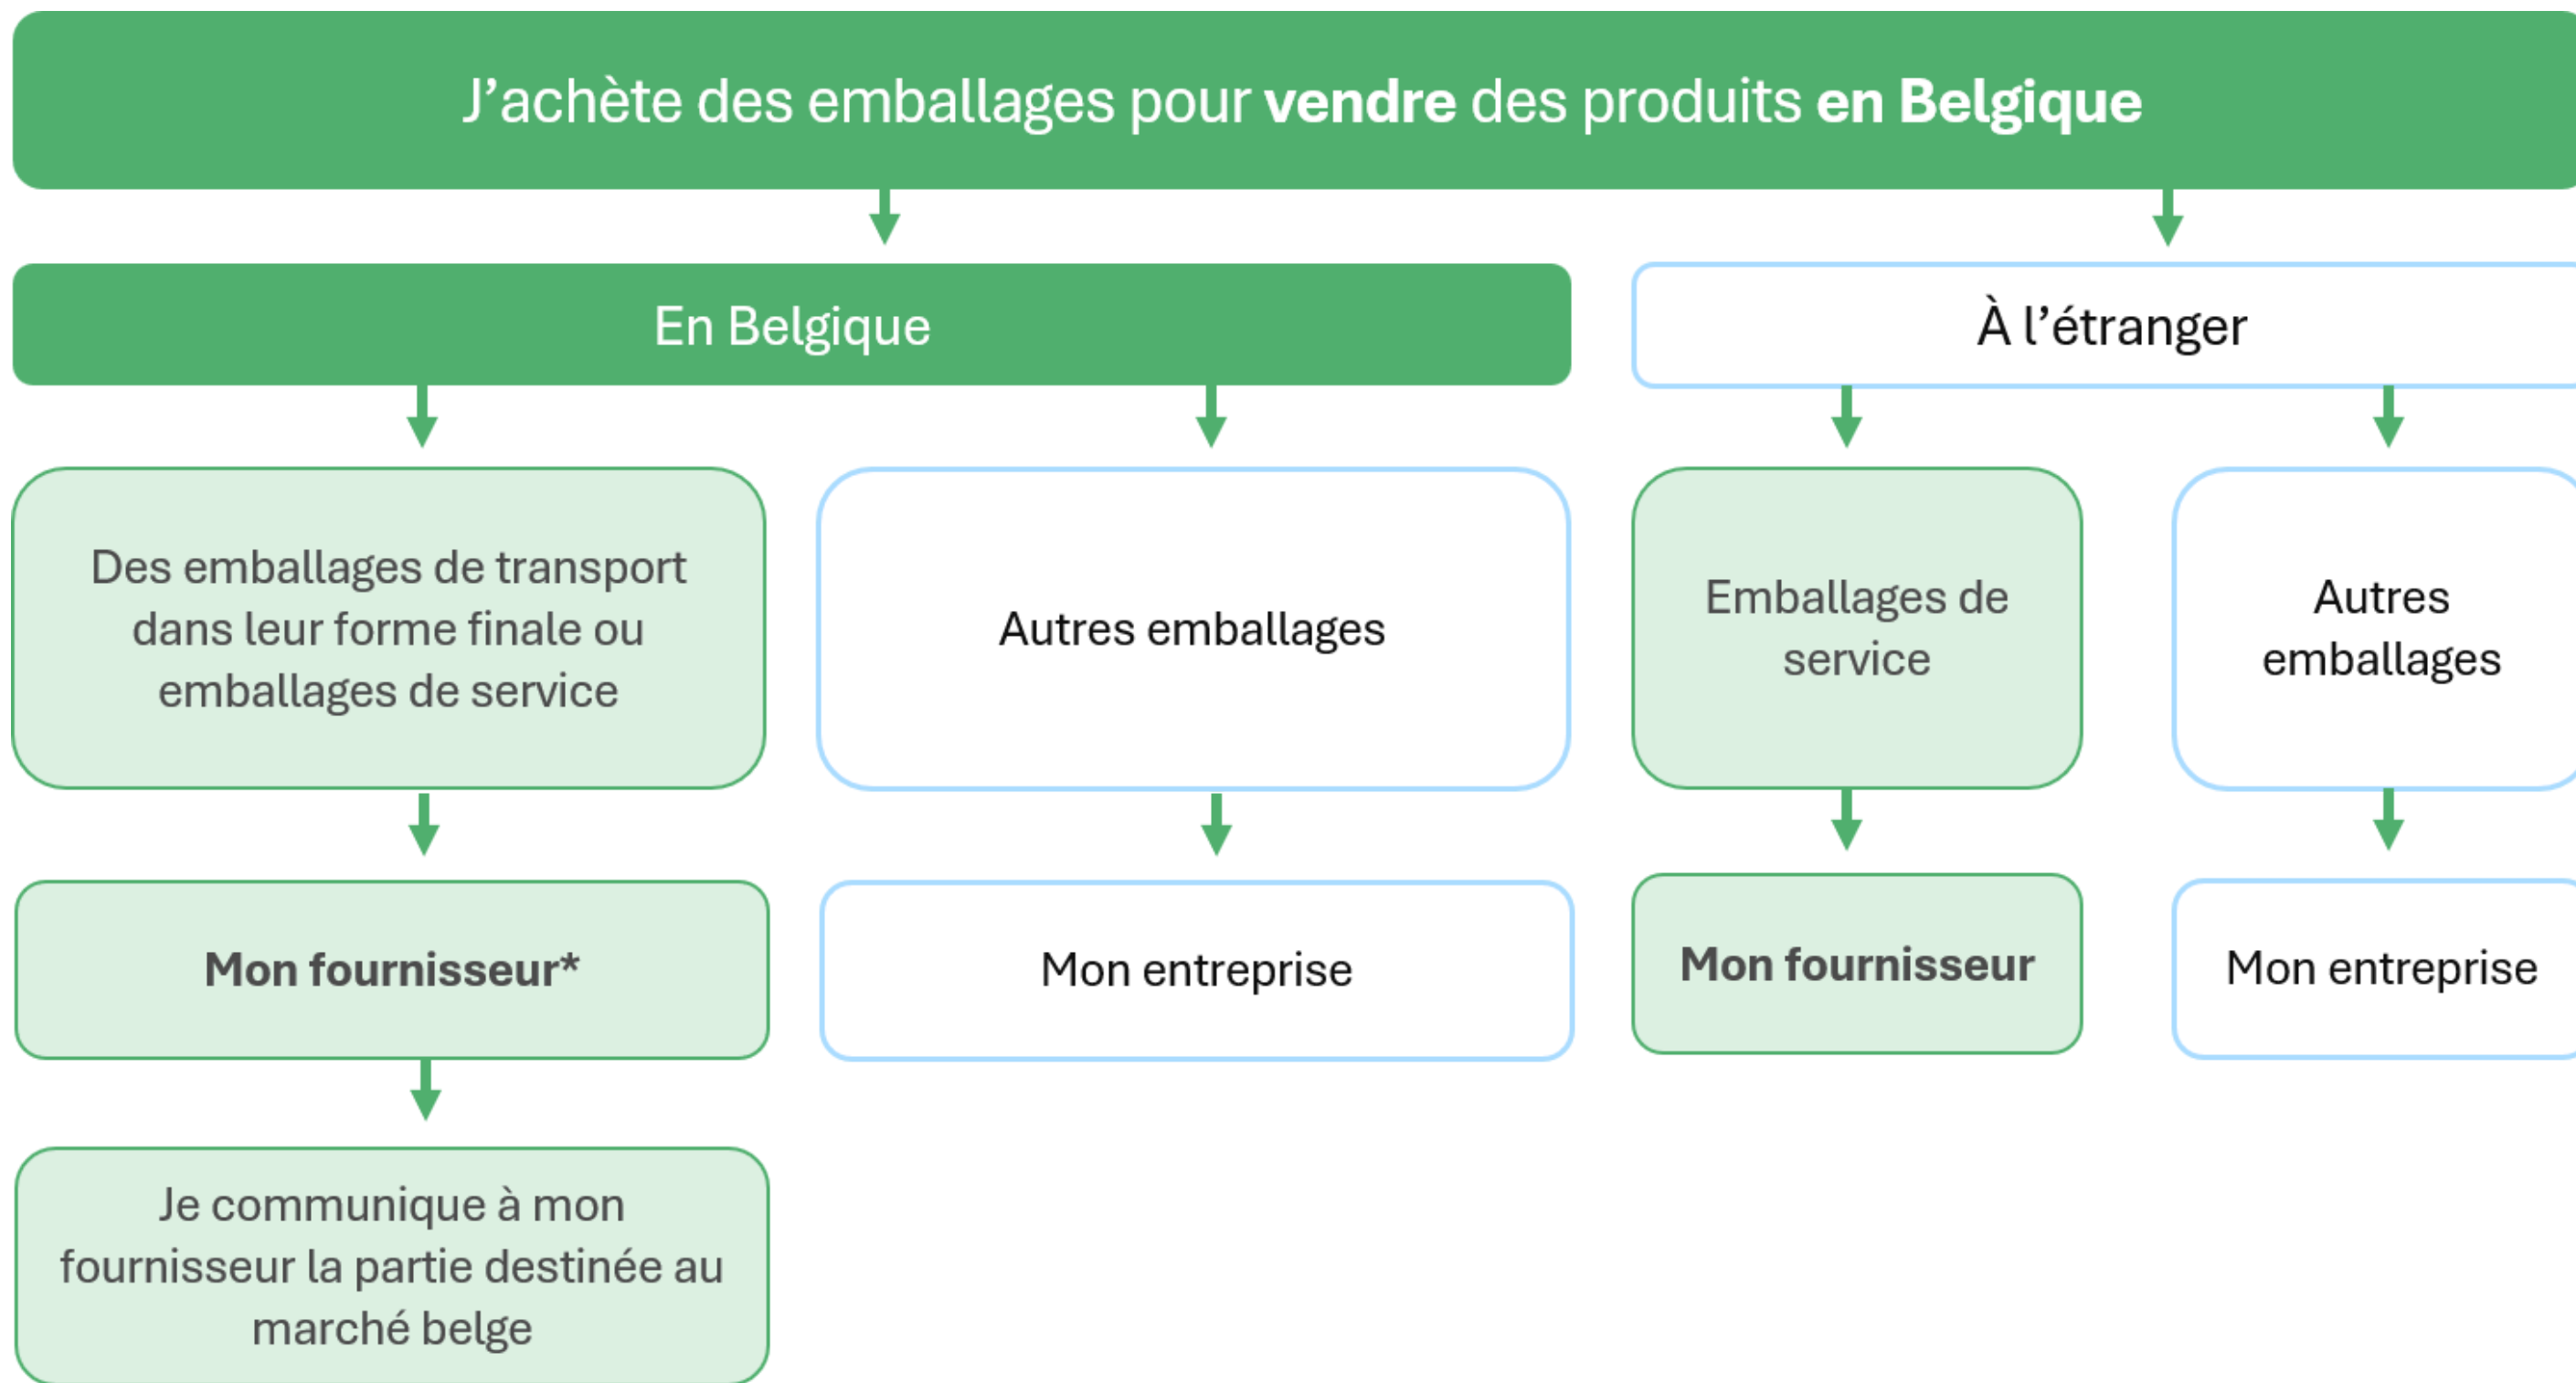 J’achète des emballages pour vendre des produits en Belgique
En Belgique
À l’étranger
Des emballages de transport
dans leur forme finale ou
emballages de service
Autres emballages
Emballages de
service
Autres
emballages
Mon fournisseur*
Mon entreprise
Mon fournisseur
Mon entreprise
Je communique à mon
fournisseur la partie destinée au
marché belge